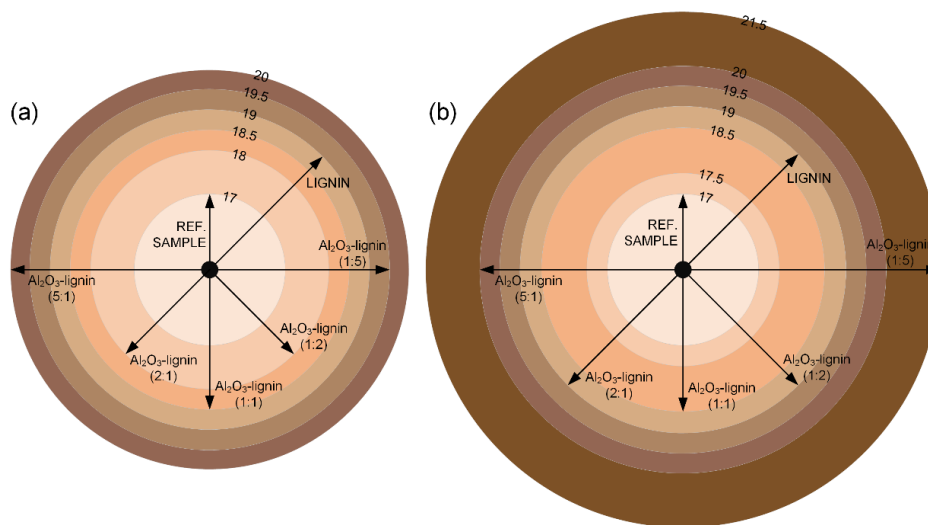 (a)
20
19.5
19
18.5
18
17
LIGNIN
REF.
SAMPLE
Al₂O₃-lignin
(1:5)
Al₂O₃-lignin
(5:1)
Al₂O₃-lignin
(1:2)
Al₂O₃-lignin
(2:1)
Al₂O₃-lignin
(1:1)
(b)
21.5
20
19.5
19
18.5
17.5
17
LIGNIN
REF.
SAMPLE
Al₂O₃-lignin
(1:5)
Al₂O₃-lignin
(5:1)
Al₂O₃-lignin
(1:2)
Al₂O₃-lignin
(2:1)
Al₂O₃-lignin
(1:1)